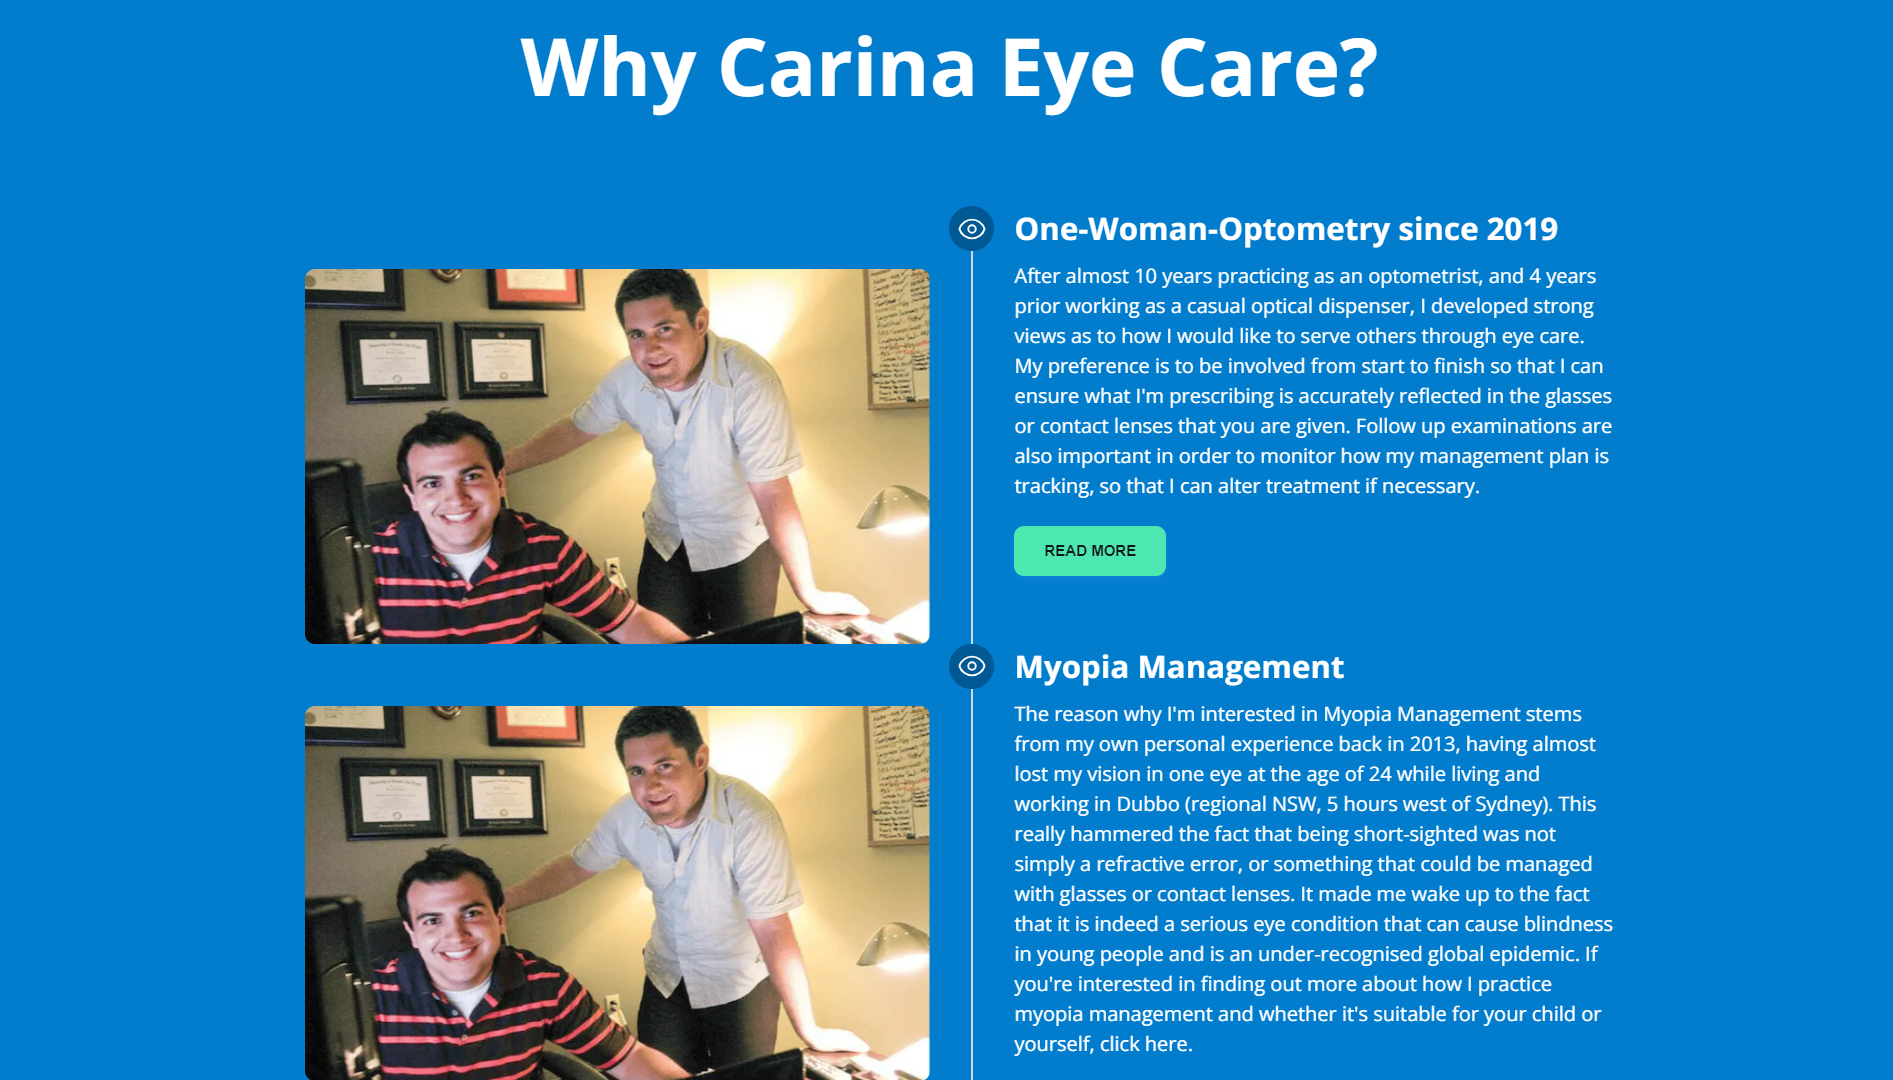 Why Carina Eye Care?
One-Woman-Optometry since 2019
After almost 10 years practicing as an optometrist, and 4 years
prior working as a casual optical dispenser, I developed strong
views as to how I would like to serve others through eye care.
My preference is to be involved from start to finish so that I can
ensure what I'm prescribing is accurately reflected in the glasses
or contact lenses that you are given. Follow up examinations are
also important in order to monitor how my management plan is
tracking, so that I can alter treatment if necessary.
READ MORE
Myopia Management
The reason why I'm interested in Myopia Management stems
from my own personal experience back in 2013, having almost
lost my vision in one eye at the age of 24 while living and
working in Dubbo (regional NSW, 5 hours west of Sydney). This
really hammered the fact that being short-sighted was not
simply a refractive error, or something that could be managed
with glasses or contact lenses. It made me wake up to the fact
that it is indeed a serious eye condition that can cause blindness
in young people and is an under-recognised global epidemic. If
you're interested in finding out more about how I practice
myopia management and whether it's suitable for your child or
yourself, click here.